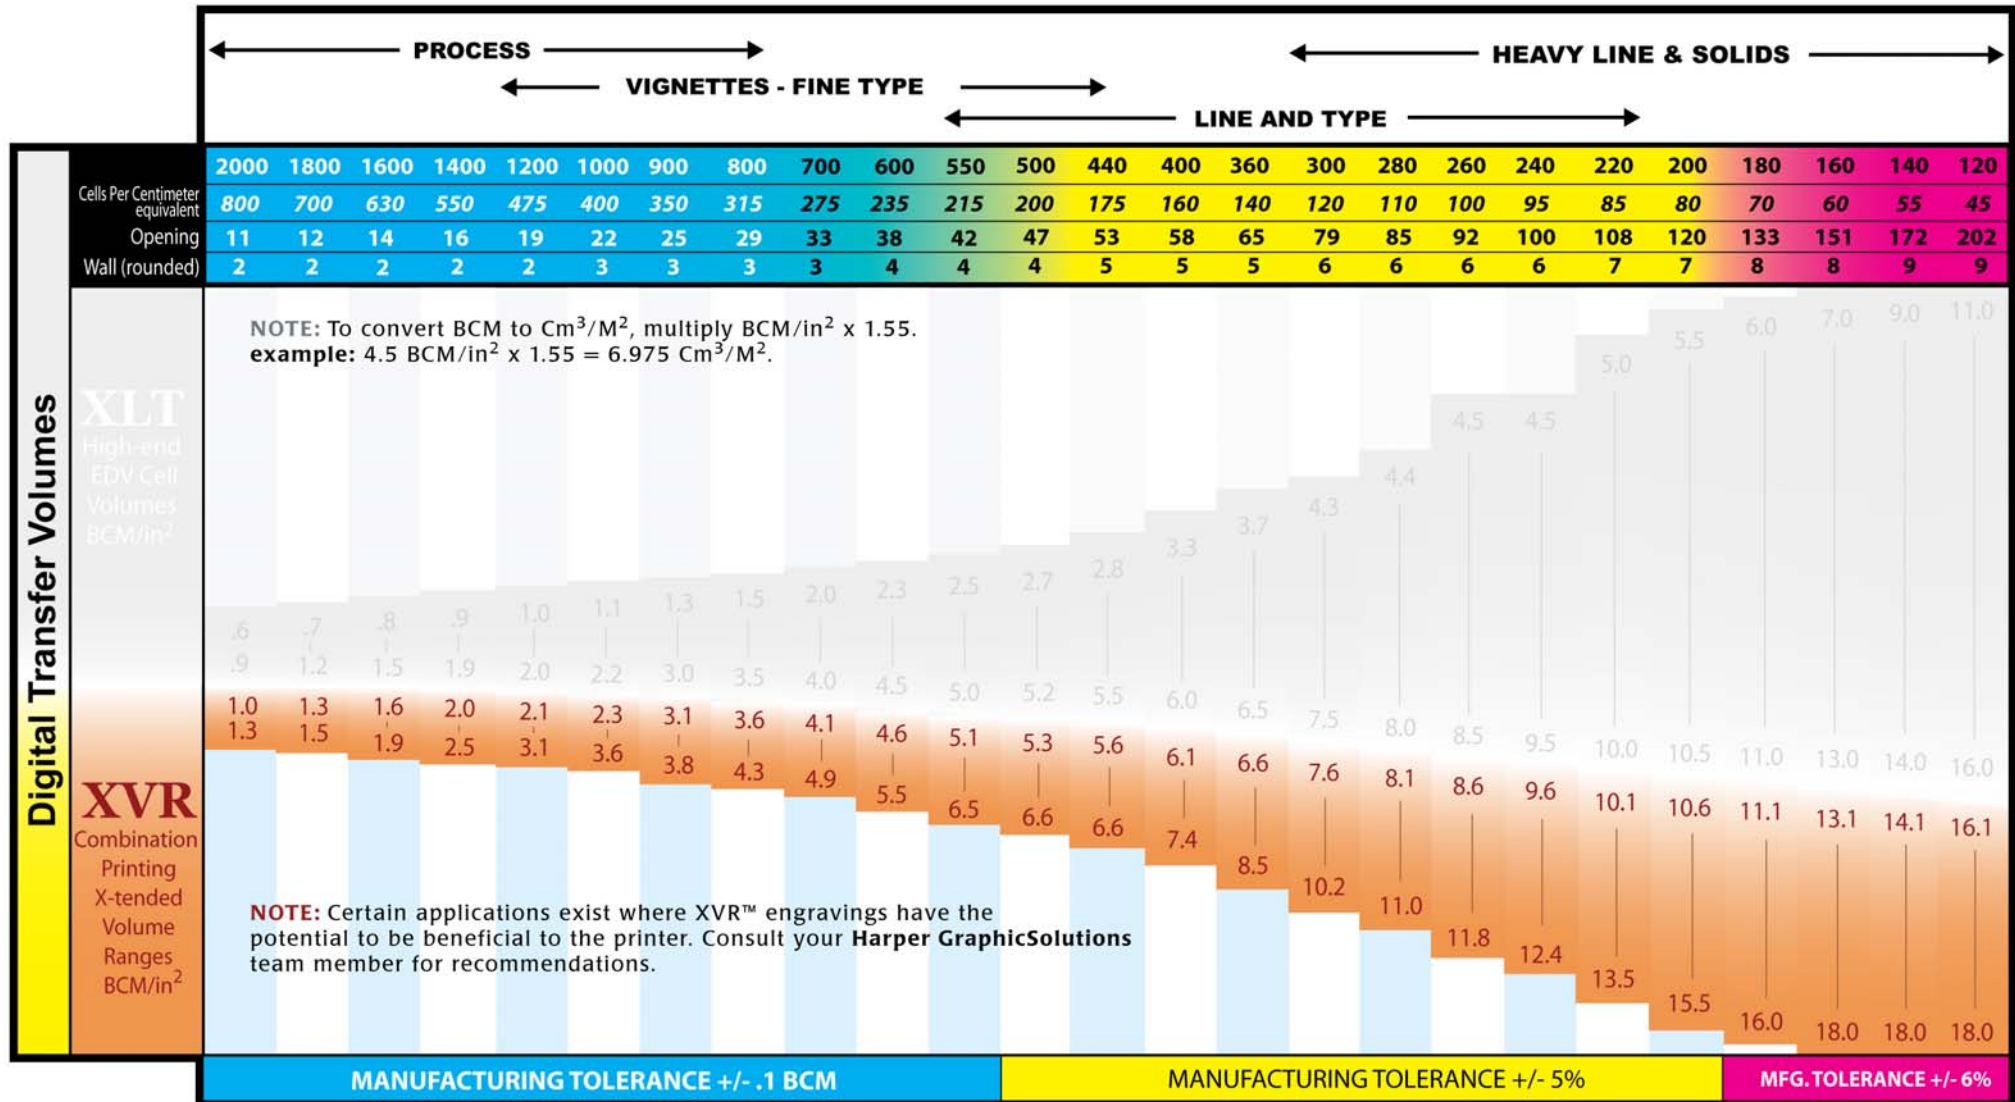 PROCESS
HEAVY LINE & SOLIDS
VIGNETTES - FINE TYPE
LINE AND TYPE
2000 1800 1600 1400 1200 1000 900 800 700 600 550 500 440 400 360 300 280 260 240 220 200 180 160 140 120
Cells Per Centimeter
equivalent
800 700 630 550 475 400 350 315 275 235 215 200 175 160 140 120 110 100 95 85 80 70 60 55 45
Opening 11 12 14 16 19 22 25 29 33 38 42 47 53 58 65 79 85 92 100 108 120 133 151 172 202
Wall (rounded) 2 2 2 2 2 3 3 3 3 4 4 4 5 5 5 6 6 6 6 7 7 8 8 9 9
Digital Transfer Volumes
NOTE: To convert BCM to Cm³/M², multiply BCM/in² x 1.55.
example: 4.5 BCM/in² x 1.55 = 6.975 Cm³/M².
XLT
High-end
EDV Cell
Volumes
BCM/in²
.6 .7 .8 .9 1.0 1.1 1.3 1.5 2.0 2.3 2.5 2.7 2.8 3.3 3.7 4.3 4.4 4.5 4.5 5.0 5.5 6.0 7.0 9.0 11.0
.9 1.2 1.5 1.9 2.0 2.2 3.0 3.5 4.0 4.5 5.0 5.2 5.5 6.0 6.5 7.5 8.0 8.5 9.5 10.0 10.5 11.0 13.0 14.0 16.0
XVR
Combination
Printing
X-tended
Volume
Ranges
BCM/in²
1.0 1.3 1.6 2.0 2.1 2.3 3.1 3.6 4.1 4.6 5.1 5.3 5.6 6.1 6.6 7.6 8.1 8.6 9.6 10.1 10.6 11.1 13.1 14.1 16.1
1.3 1.5 1.9 2.5 3.1 3.6 3.8 4.3 4.9 5.5 6.5 6.6 6.6 7.4 8.5 10.2 11.0 11.8 12.4 13.5 15.5 16.0 18.0 18.0 18.0
NOTE: Certain applications exist where XVR™ engravings have the
potential to be beneficial to the printer. Consult your Harper GraphicSolutions
team member for recommendations.
MANUFACTURING TOLERANCE +/- .1 BCM
MANUFACTURING TOLERANCE +/- 5%
MFG. TOLERANCE +/- 6%